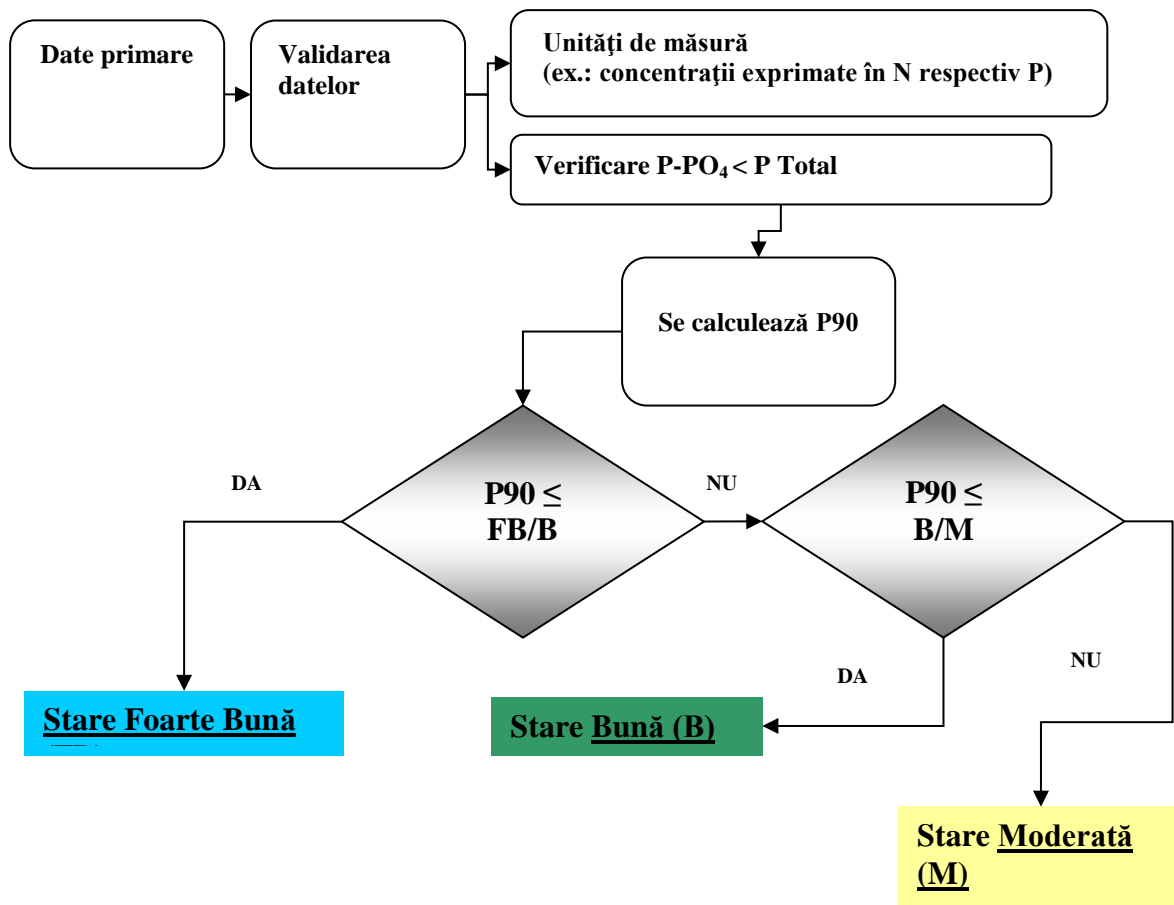 Date primare
Validarea
datelor
Unităţi de măsură
(ex.: concentraţii exprimate în N respectiv P)
Verificare P-PO₄ < P Total
Se calculează P90
DA
P90 ≤
FB/B
NU
P90 ≤
B/M
DA
NU
Stare Foarte Bună
Stare Bună (B)
Stare Moderată
(M)